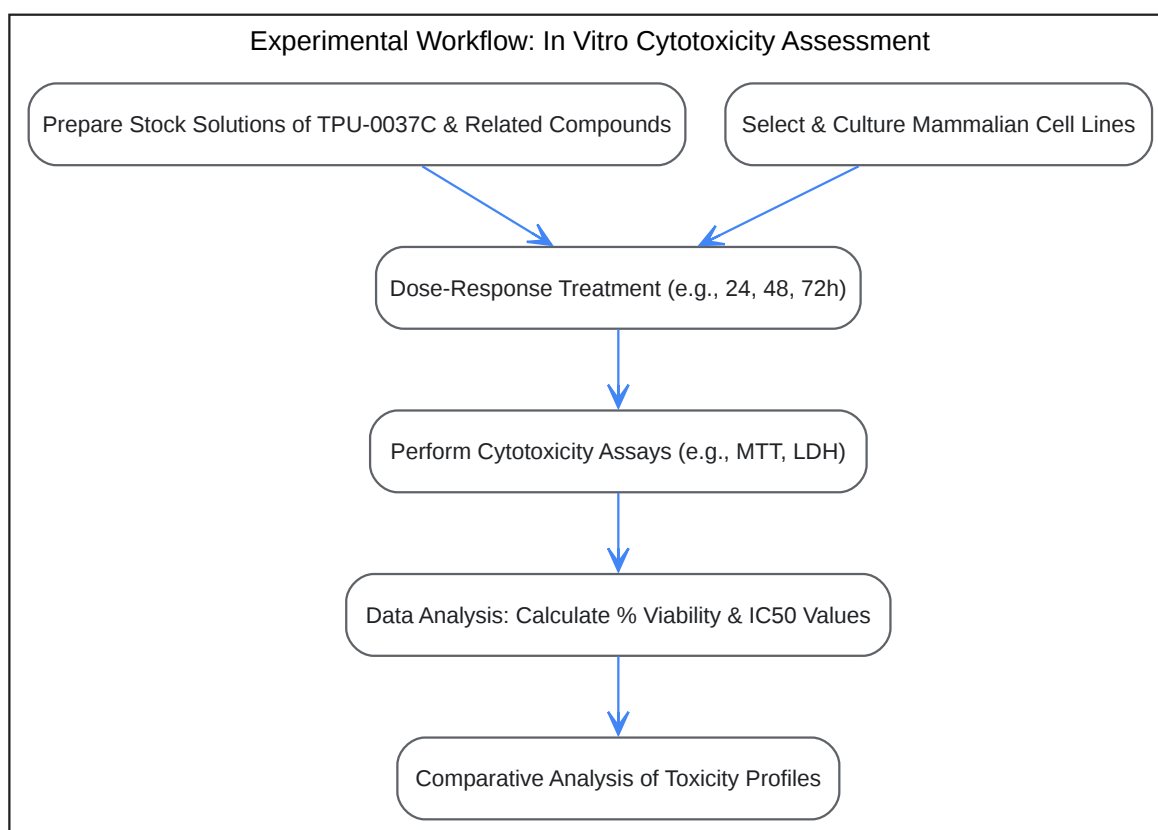 Experimental Workflow: In Vitro Cytotoxicity Assessment
Prepare Stock Solutions of TPU-0037C & Related Compounds
Select & Culture Mammalian Cell Lines
Dose-Response Treatment (e.g., 24, 48, 72h)
Perform Cytotoxicity Assays (e.g., MTT, LDH)
Data Analysis: Calculate % Viability & IC50 Values
Comparative Analysis of Toxicity Profiles